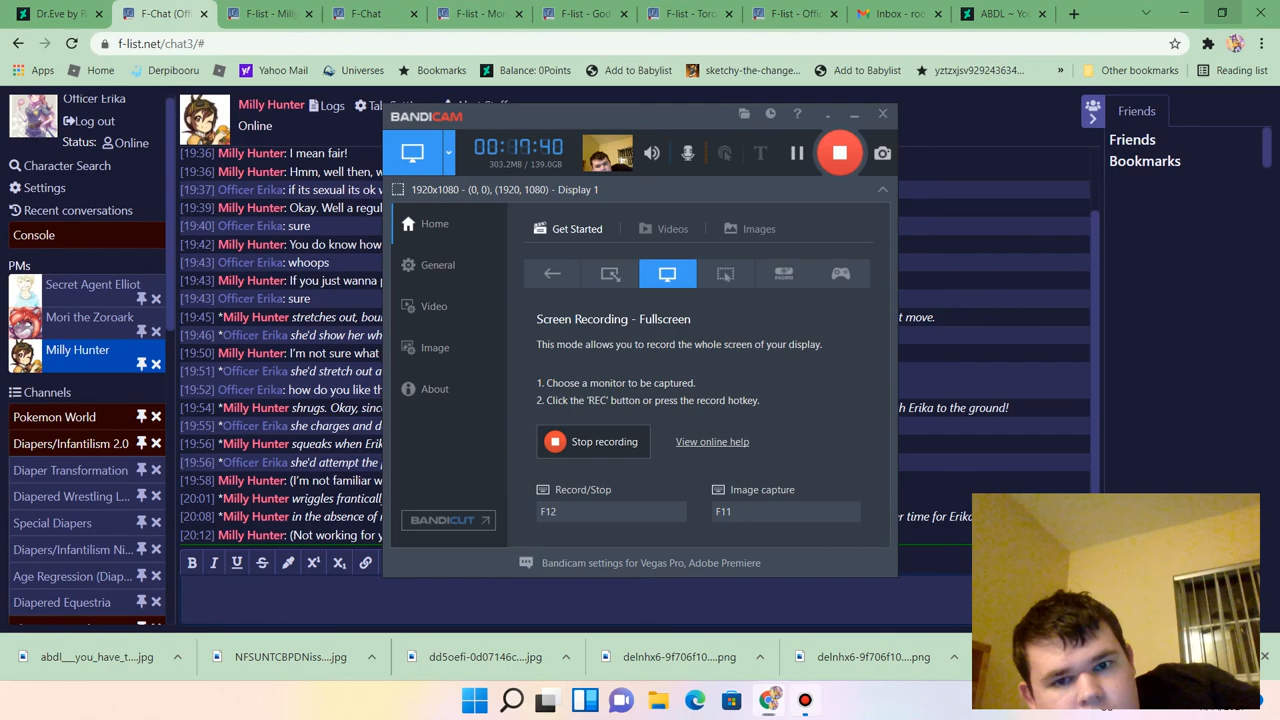 Dr.Eve by Ri
F-Chat (Offi
F-list - Milly
F-Chat
F-list - Mor
F-list - God
F-list - Torc
F-list - Offic
Inbox - roo
ABDL ~ Yo
f-list.net/chat3/#
Apps
Home
Derpibooru
Yahoo Mail
Universe
Bookmarks
Balance: 0Points
Add to Babylist
sketchy-the-change...
Add to Babylist
yztzxjsv929243634...
»
Other bookmarks
Reading list
Officer Erika
Log out
Status: Online
Character Search
Settings
Recent conversations
Console
PMs
Secret Agent Elliot
Mori the Zoroark
Milly Hunter
Channels
Pokemon World
Diapers/Infantilism 2.0
Diaper Transformation
Diapered Wrestling L...
Special Diapers
Diapers/Infantilism Ni...
Age Regression (Diap...
Diapered Equestria
Milly Hunter Logs
Online
[19:36] Milly Hunter: I mean fair!
[19:36] Milly Hunter: Hmm, well then, w
[19:37] Officer Erika: if its sexual its ok
[19:39] Milly Hunter: Okay. Well a regul
[19:40] Officer Erika: sure
[19:42] Milly Hunter: You do know how
[19:43] Officer Erika: whoops
[19:43] Milly Hunter: If you just wanna p
[19:43] Officer Erika: sure
[19:45] *Milly Hunter stretches out, bou
t move.
[19:46] *Officer Erika she'd show her wh
[19:50] Milly Hunter: I'm not sure what
[19:51] *Officer Erika she'd stretch out a
[19:52] Officer Erika: how do you like th
[19:54] *Milly Hunter shrugs. Okay, sinc
h Erika to the ground!
[19:55] *Officer Erika she charges and d
[19:56] *Milly Hunter squeaks when Erik
[19:56] *Officer Erika she'd attempt the p
[19:58] Milly Hunter: (I'm not familiar w
[20:01] *Milly Hunter wriggles frantically
[20:08] *Milly Hunter in the absence of r
er time for Erika
[20:12] Milly Hunter: (Not working for y
B I U S X² X₁
BANDICAM
00:17:40
303.2MB / 139.0GB
1920x1080 - (0, 0), (1920, 1080) - Display 1
Home
General
Video
Image
About
BANDICUT
Get Started
Videos
Images
HDMI
Screen Recording - Fullscreen
This mode allows you to record the whole screen of your display.
1. Choose a monitor to be captured.
2. Click the 'REC' button or press the record hotkey.
Stop recording
View online help
Record/Stop
Image capture
F12
F11
Bandicam settings for Vegas Pro, Adobe Premiere
Friends
Friends
Bookmarks
abdl___you_have_t....jpg
NFSUNTCBPDNiss....jpg
dd5oefi-0d07146c....jpg
delnhx6-9f706f10....png
delnhx6-9f706f10....png